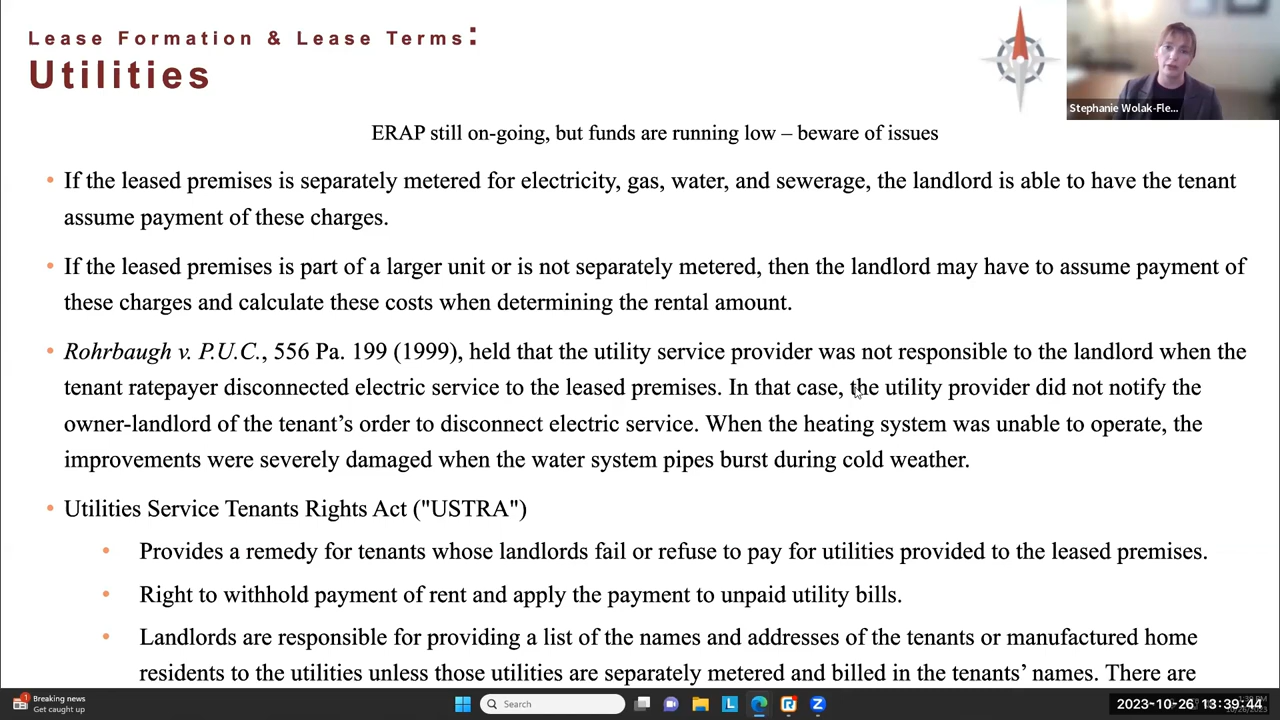 Lease Formation & Lease Terms:
Utilities
Stephanie Wolak-Fle...
ERAP still on-going, but funds are running low – beware of issues
• If the leased premises is separately metered for electricity, gas, water, and sewerage, the landlord is able to have the tenant
assume payment of these charges.
• If the leased premises is part of a larger unit or is not separately metered, then the landlord may have to assume payment of
these charges and calculate these costs when determining the rental amount.
• Rohrbaugh v. P.U.C., 556 Pa. 199 (1999), held that the utility service provider was not responsible to the landlord when the
tenant ratepayer disconnected electric service to the leased premises. In that case, the utility provider did not notify the
owner-landlord of the tenant’s order to disconnect electric service. When the heating system was unable to operate, the
improvements were severely damaged when the water system pipes burst during cold weather.
• Utilities Service Tenants Rights Act ("USTRA")
• Provides a remedy for tenants whose landlords fail or refuse to pay for utilities provided to the leased premises.
• Right to withhold payment of rent and apply the payment to unpaid utility bills.
• Landlords are responsible for providing a list of the names and addresses of the tenants or manufactured home
residents to the utilities unless those utilities are separately metered and billed in the tenants’ names. There are
1
Breaking news
Get caught up
Search
2023-10-26 13:39:44